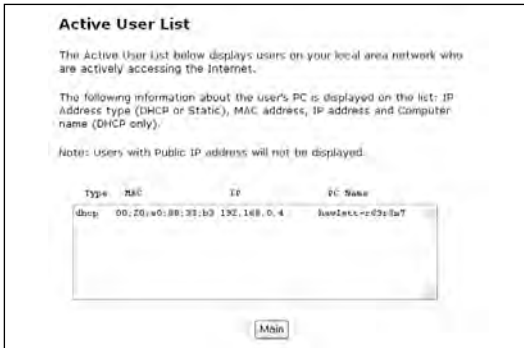 Active User List
The Active User List below displays users on your local area network who
are actively accessing the Internet.
The following information about the user's PC is displayed on the list: IP
Address type (DHCP or Static), MAC address, IP address and Computer
name (DHCP only).
Note: Users with Public IP address will not be displayed.
Type MAC IP PC Name
dhcp 192.168.0.4
Main